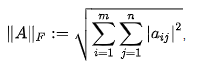 ‖A‖_F := √(∑_{i=1}^{m} ∑_{j=1}^{n} |a_{ij}|²),